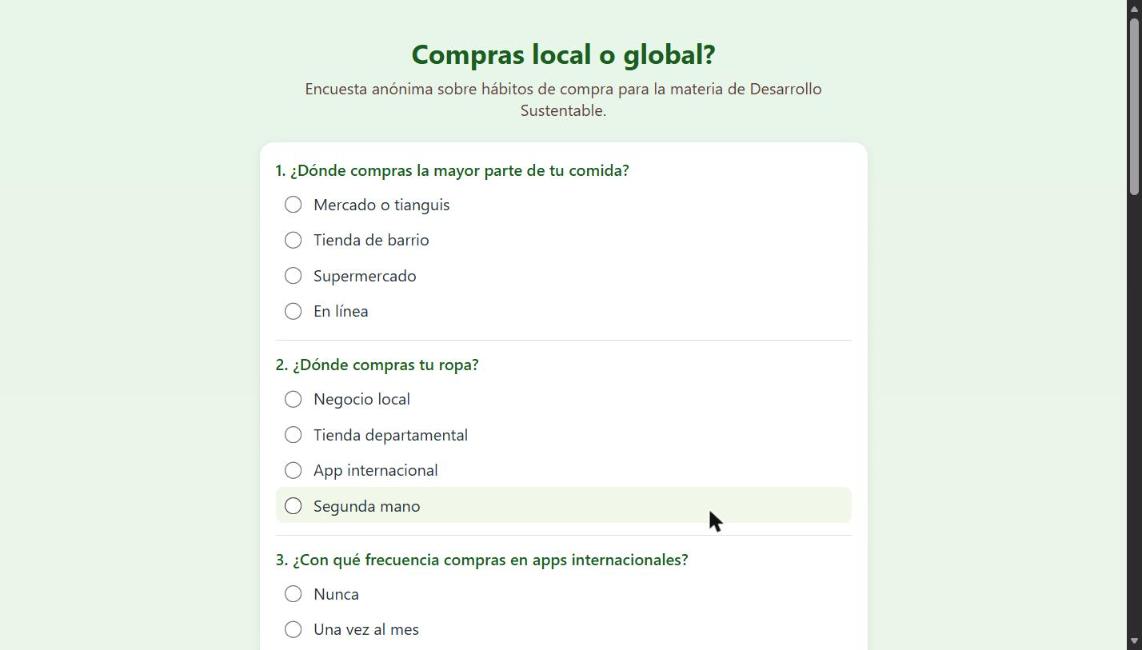 Compras local o global?
Encuesta anónima sobre hábitos de compra para la materia de Desarrollo
Sustentable.
1. ¿Dónde compras la mayor parte de tu comida?
Mercado o tianguis
Tienda de barrio
Supermercado
En línea
2. ¿Dónde compras tu ropa?
Negocio local
Tienda departamental
App internacional
Segunda mano
3. ¿Con qué frecuencia compras en apps internacionales?
Nunca
Una vez al mes